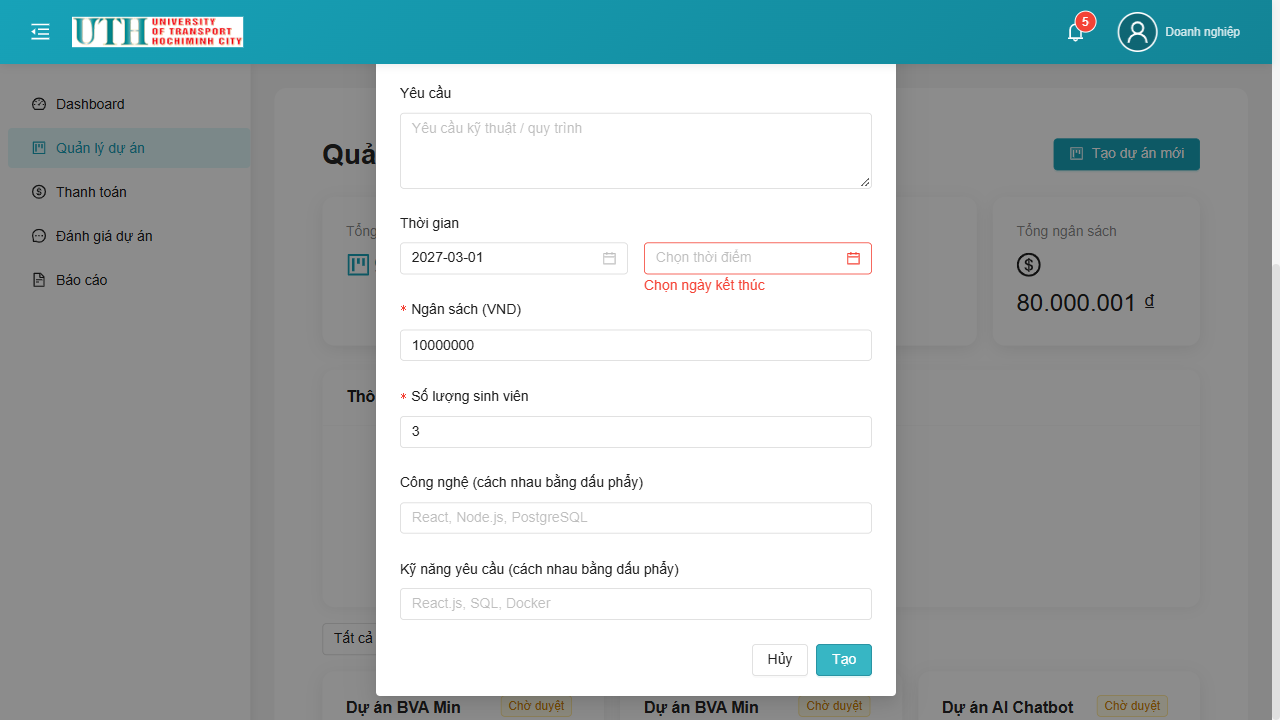 UTH UNIVERSITY
OF TRANSPORT
HOCHIMINH CITY
5
Doanh nghiệp
Dashboard
Quản lý dự án
Thanh toán
Đánh giá dự án
Báo cáo
Quả
Tạo dự án mới
Tổng
Tổng ngân sách
80.000.001 ₫
Thô
Tất cả
Yêu cầu
Yêu cầu kỹ thuật / quy trình
Thời gian
2027-03-01
Chọn thời điểm
Chọn ngày kết thúc
* Ngân sách (VND)
10000000
* Số lượng sinh viên
3
Công nghệ (cách nhau bằng dấu phẩy)
React, Node.js, PostgreSQL
Kỹ năng yêu cầu (cách nhau bằng dấu phẩy)
React.js, SQL, Docker
Hủy
Tạo
Dự án BVA Min
Chờ duyệt
Dự án BVA Min
Chờ duyệt
Dự án AI Chatbot
Chờ duyệt